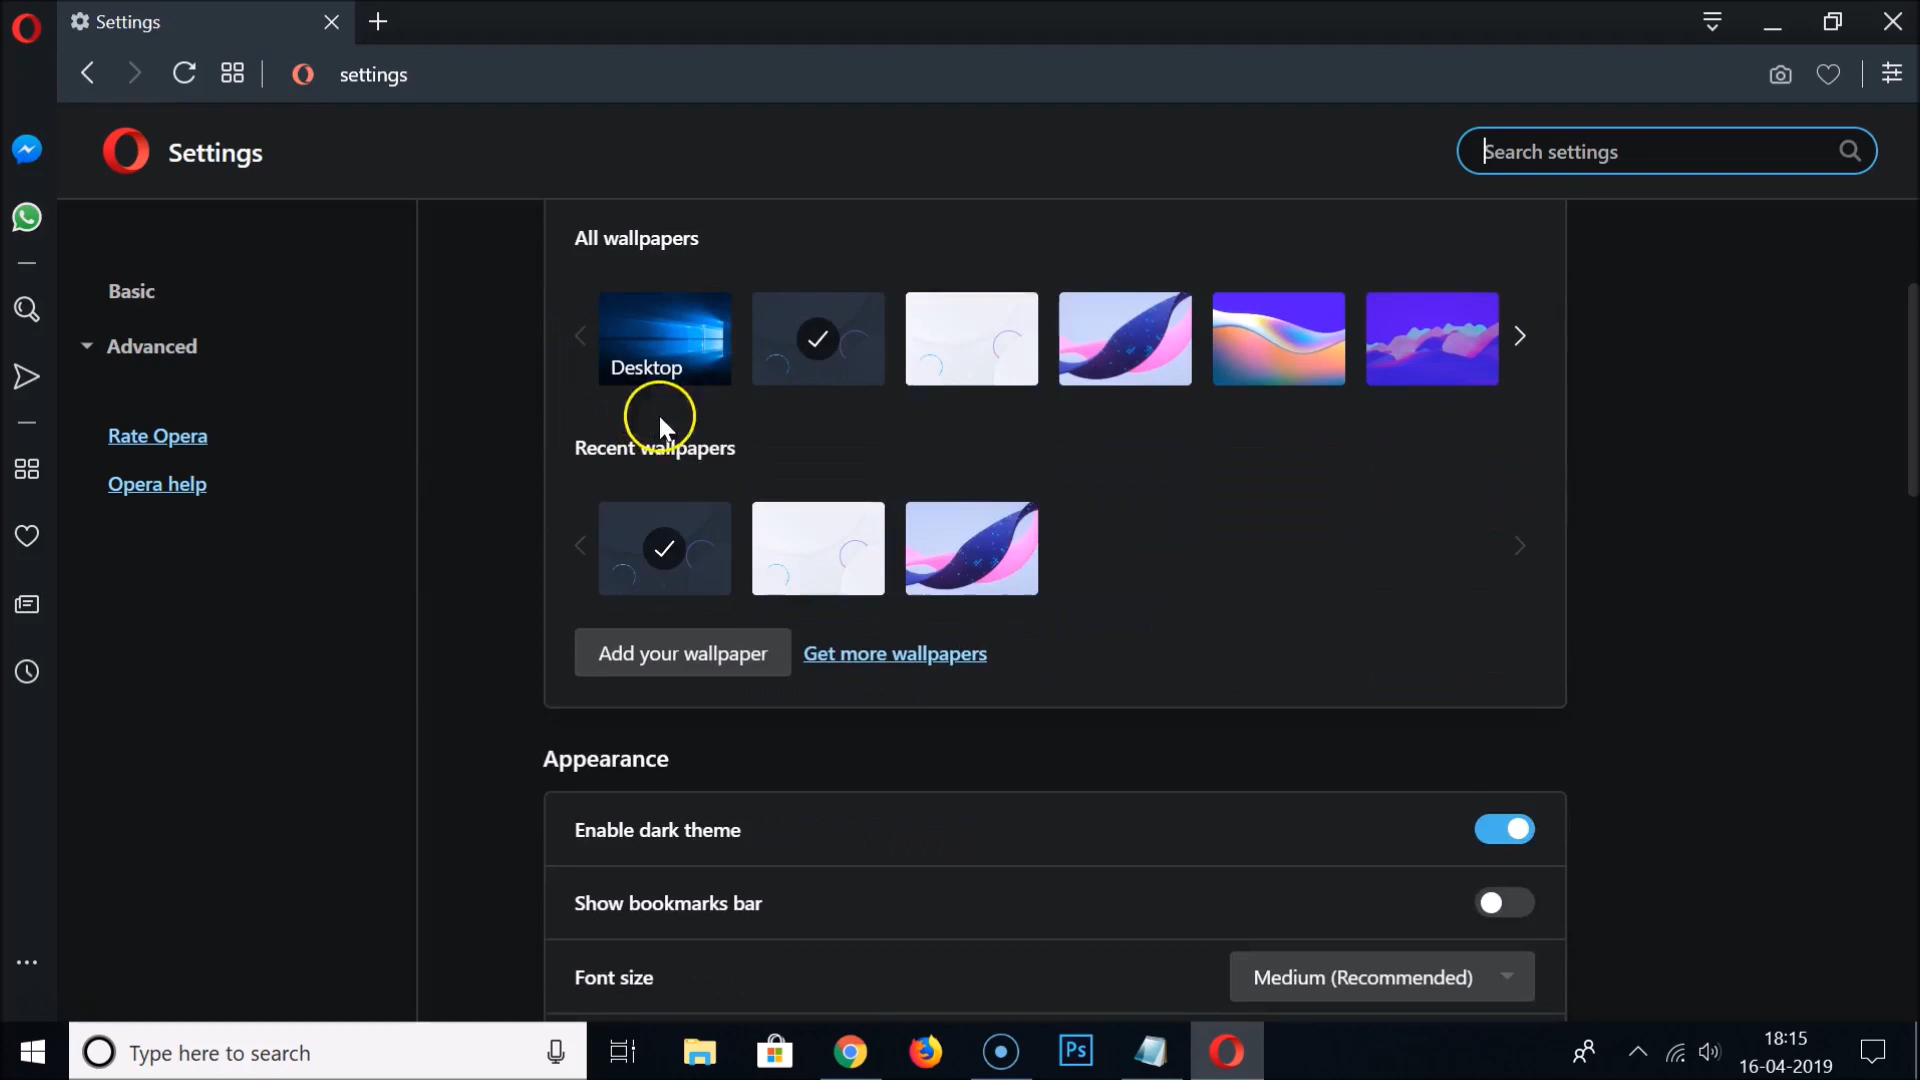 Settings
settings
Settings
Search settings
Basic
Advanced
Rate Opera
Opera help
All wallpapers
Desktop
Recent wallpapers
Add your wallpaper
Get more wallpapers
Appearance
Enable dark theme
Show bookmarks bar
Font size
Medium (Recommended)
Type here to search
Ps
18:15
16-04-2019